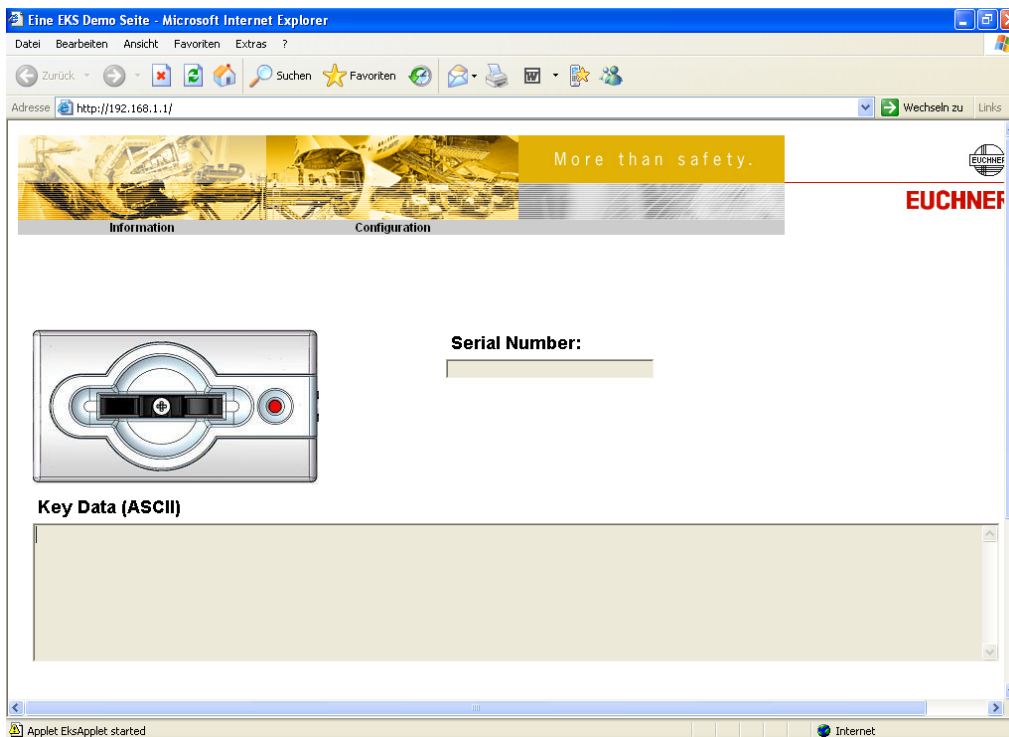 Eine EKS Demo Seite - Microsoft Internet Explorer
Datei Bearbeiten Ansicht Favoriten Extras ?
Zurück Suchen Favoriten
Adresse http://192.168.1.1/ Wechseln zu Links
More than safety.
EUCHNER
EUCHNER
Information Configuration
Serial Number:
Key Data (ASCII)
Applet EksApplet started Internet